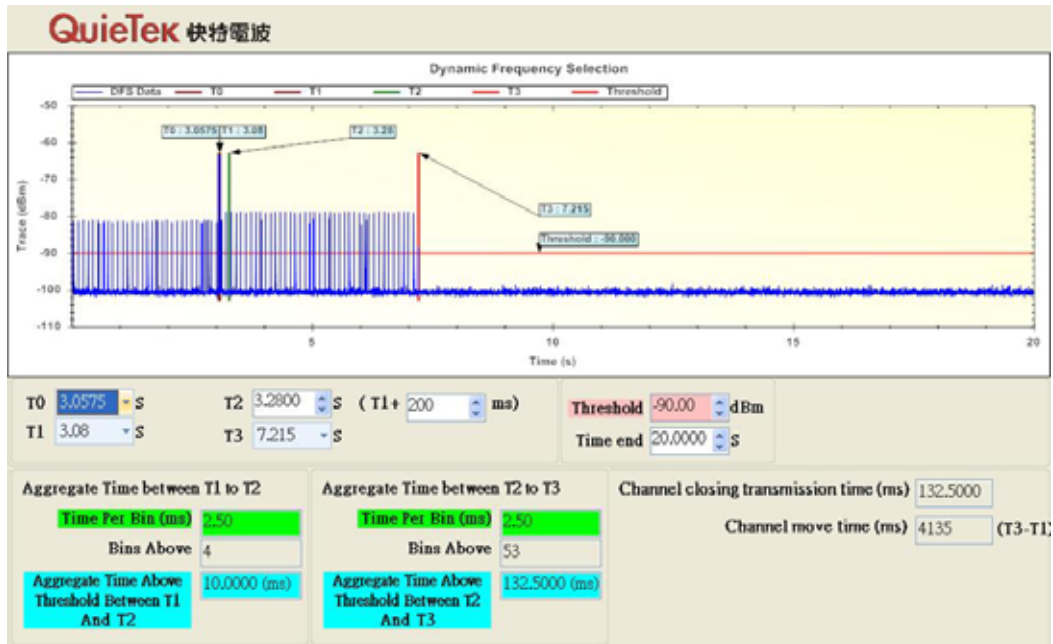 QuieTek 快特電波
Dynamic Frequency Selection
DFS Data T0 T1 T2 T3 Threshold
-50
-60
-70
-80
-90
-100
-110
Trace (dBm)
T0 : 3.0575 T1 : 3.08
T2 : 3.28
T3 : 7.215
Threshold : -90.000
5 10 15 20
Time (s)
T0 3.0575 S T2 3.2800 S ( T1+ 200 ms)
T1 3.08 S T3 7.215 S
Threshold -90.00 dBm
Time end 20.0000 S
Aggregate Time between T1 to T2
Time Per Bin (ms) 2.50
Bins Above 4
Aggregate Time Above 10.0000 (ms)
Threshold Between T1
And T2
Aggregate Time between T2 to T3
Time Per Bin (ms) 2.50
Bins Above 53
Aggregate Time Above 132.5000 (ms)
Threshold Between T2
And T3
Channel closing transmission time (ms) 132.5000
Channel move time (ms) 4135 (T3-T1)